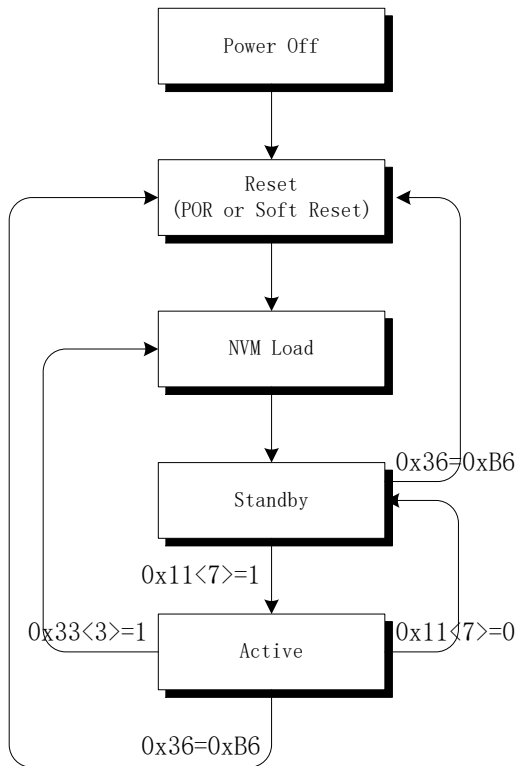 Power Off
Reset
(POR or Soft Reset)
NVM Load
0x36=0xB6
Standby
0x11<7>=1
0x33<3>=1
Active
0x11<7>=0
0x36=0xB6